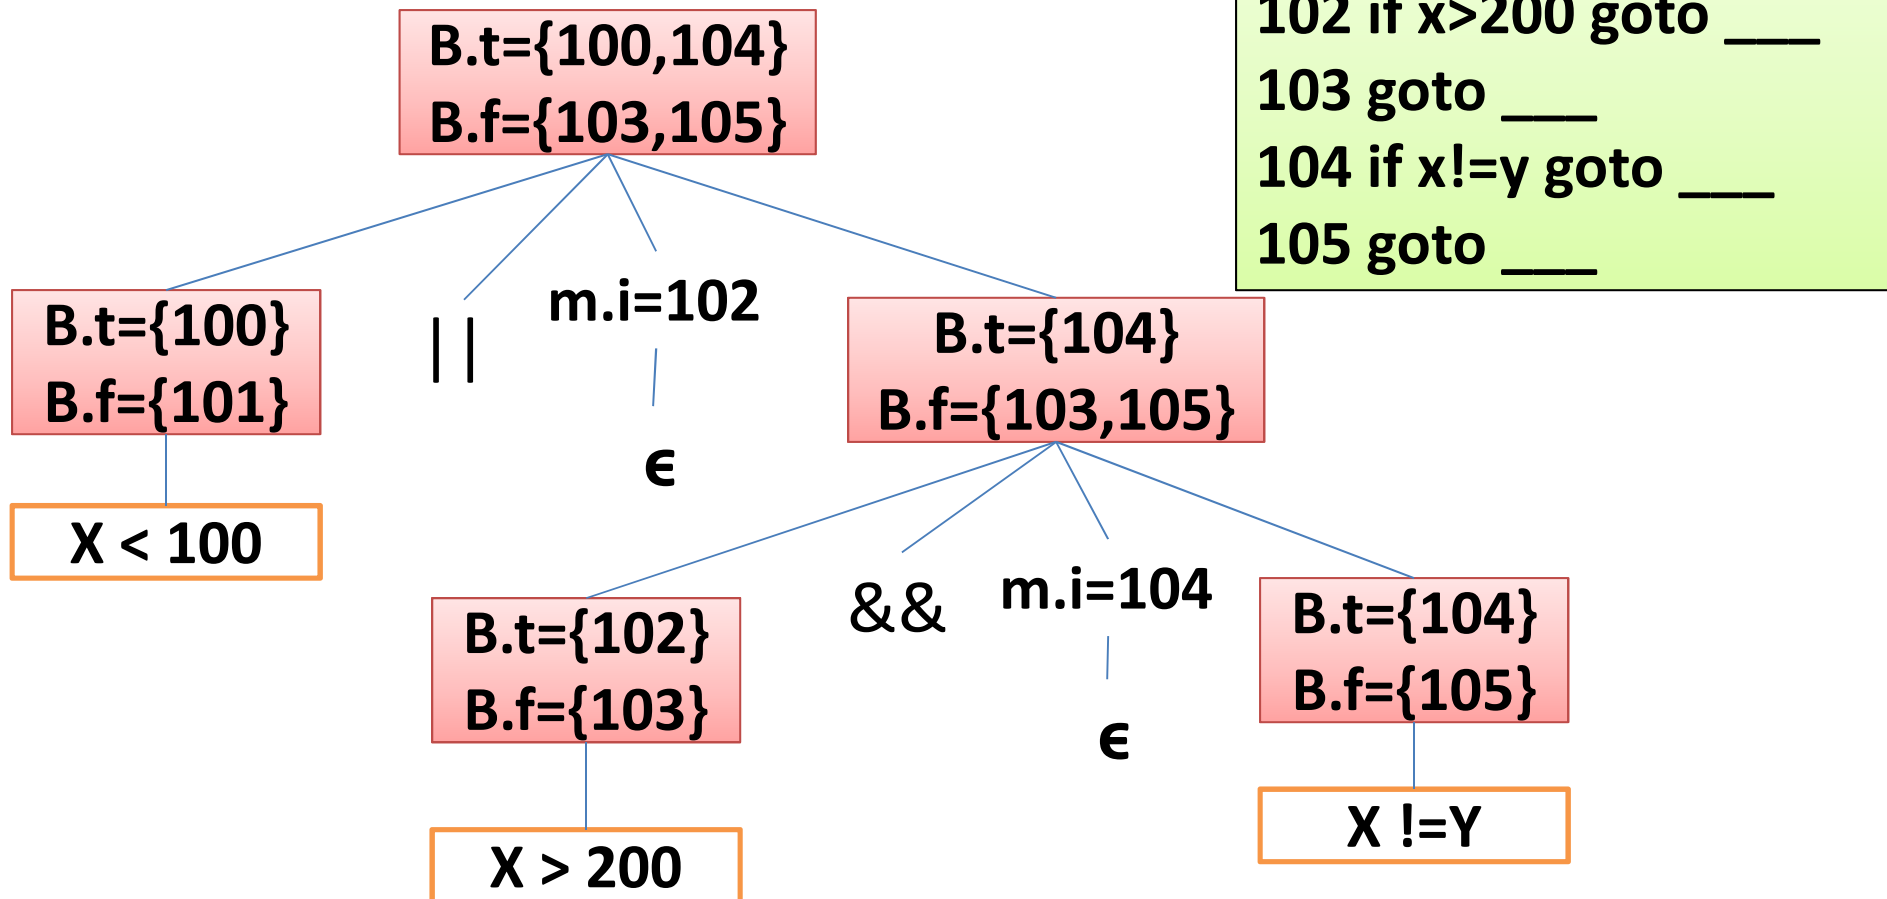 B.t={100,104}
B.f={103,105}
102 if x>200 goto ___
103 goto ___
104 if x!=y goto ___
105 goto ___
B.t={100}
B.f={101}
||
m.i=102
B.t={104}
B.f={103,105}
ϵ
X < 100
B.t={102}
B.f={103}
&&
m.i=104
B.t={104}
B.f={105}
ϵ
X > 200
X !=Y